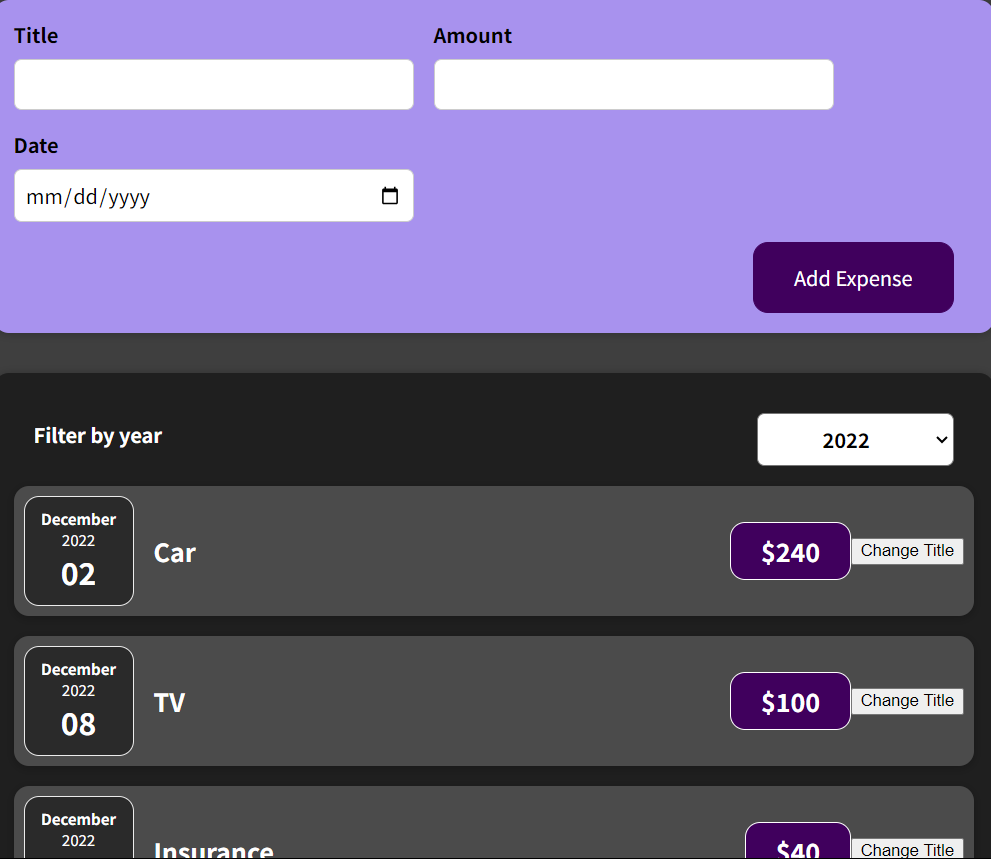 Title
Amount
Date
mm/dd/yyyy
Add Expense
Filter by year
2022
December
2022
02
Car
$240
Change Title
December
2022
08
TV
$100
Change Title
December
2022
Insurance
$40
Change Title